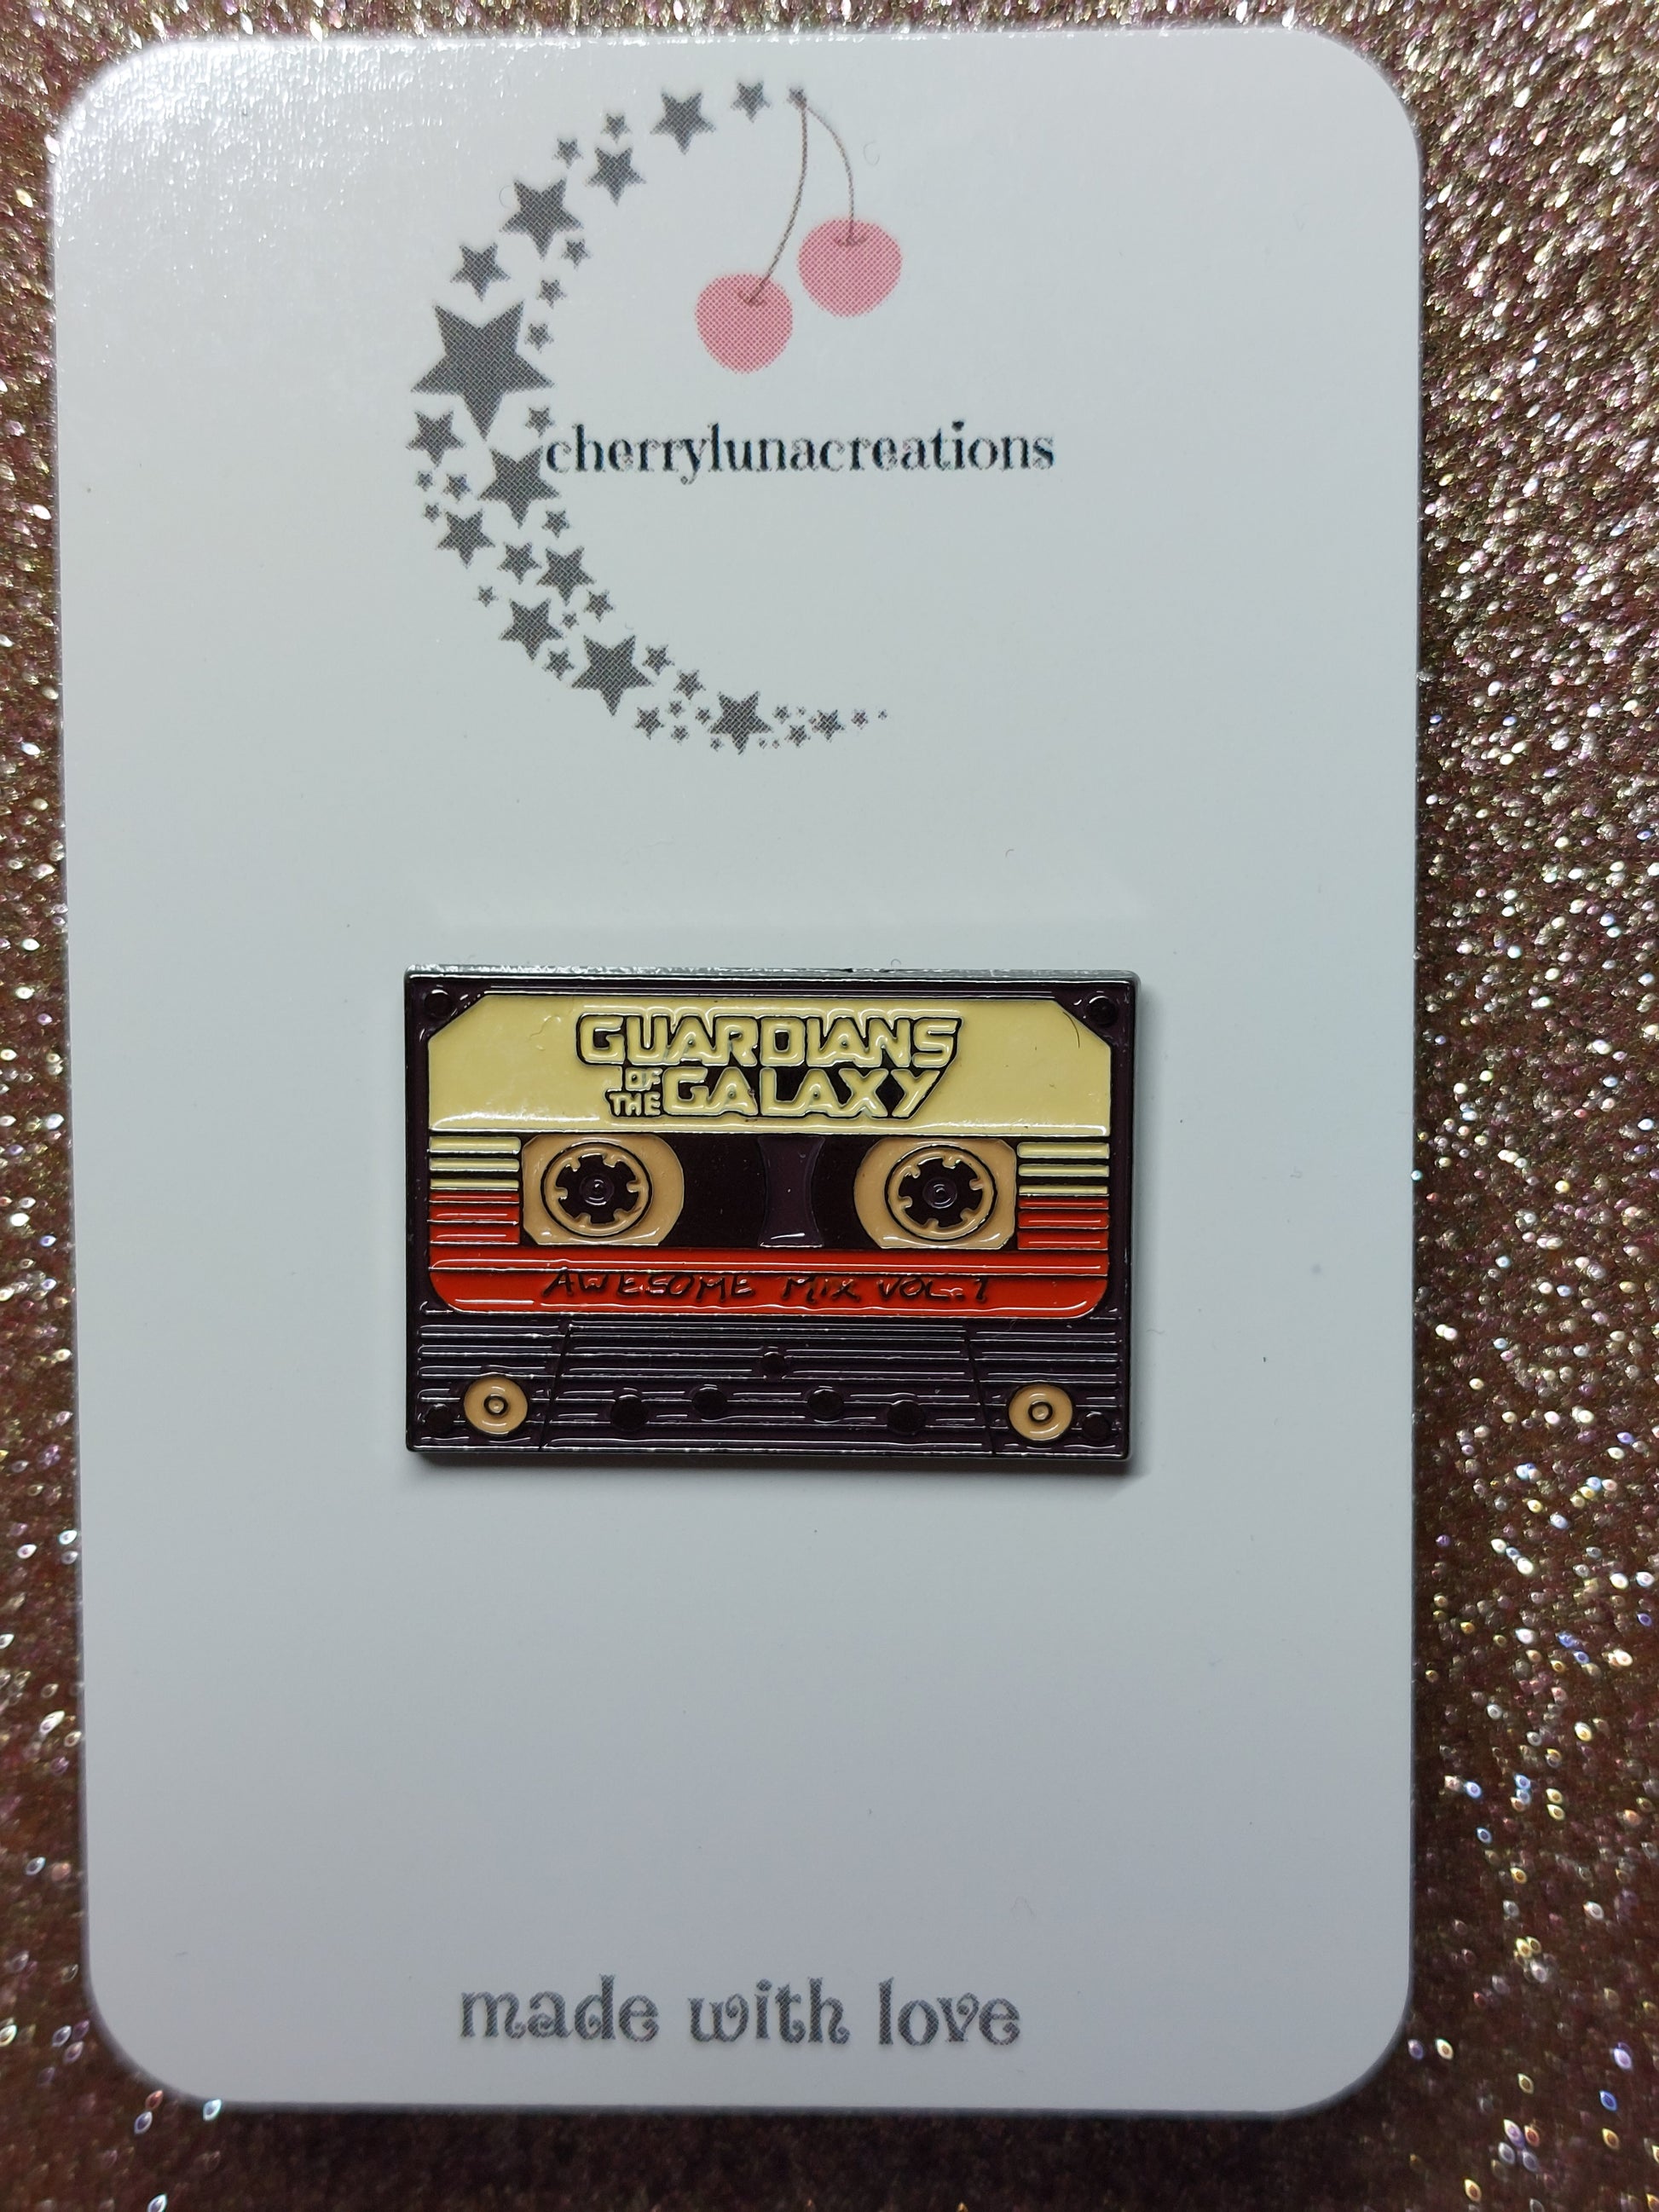 cherrylunacreations
GUARDIANS
OF
THE GALAXY
AWESOME MIX VOL. 1
made with love